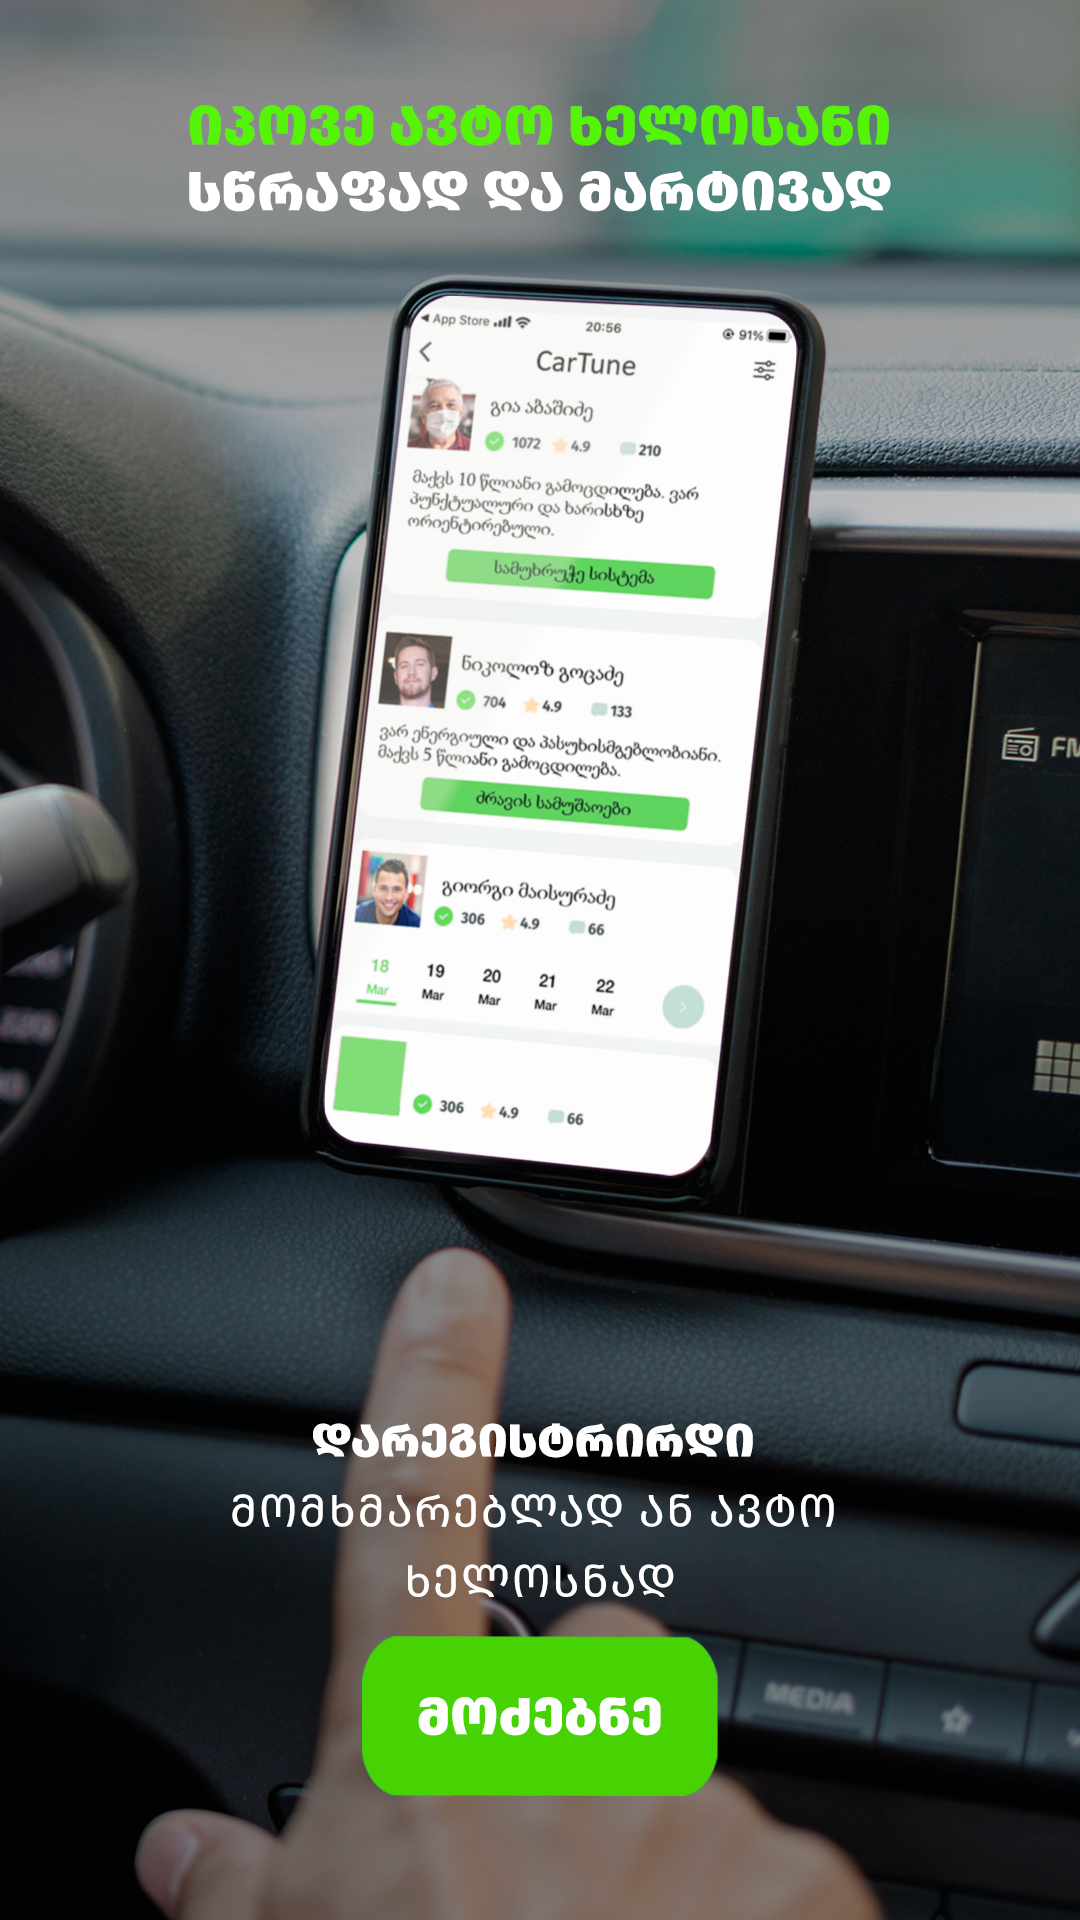 იპოვე ავტო ხელოსანი
სწრაფად და მარტივად
App Store
20:56
91%
CarTune
გია აბაშიძე
1072 4.9 210
მაქვს 10 წლიანი გამოცდილება. ვარ
პუნქტუალური და ხარისხზე
ორიენტირებული.
სამუხრუჭე სისტემა
ნიკოლოზ გოცაძე
704 4.9 133
ვარ ენერგიული და პასუხისმგებლობიანი.
მაქვს 5 წლიანი გამოცდილება.
ძრავის სამუშაოები
გიორგი მაისურაძე
306 4.9 66
18 19 20 21 22
Mar Mar Mar Mar Mar
306 4.9 66
FM
დარეგისტრირდი
მომხმარებლად ან ავტო
ხელოსნად
მოძებნე
MEDIA